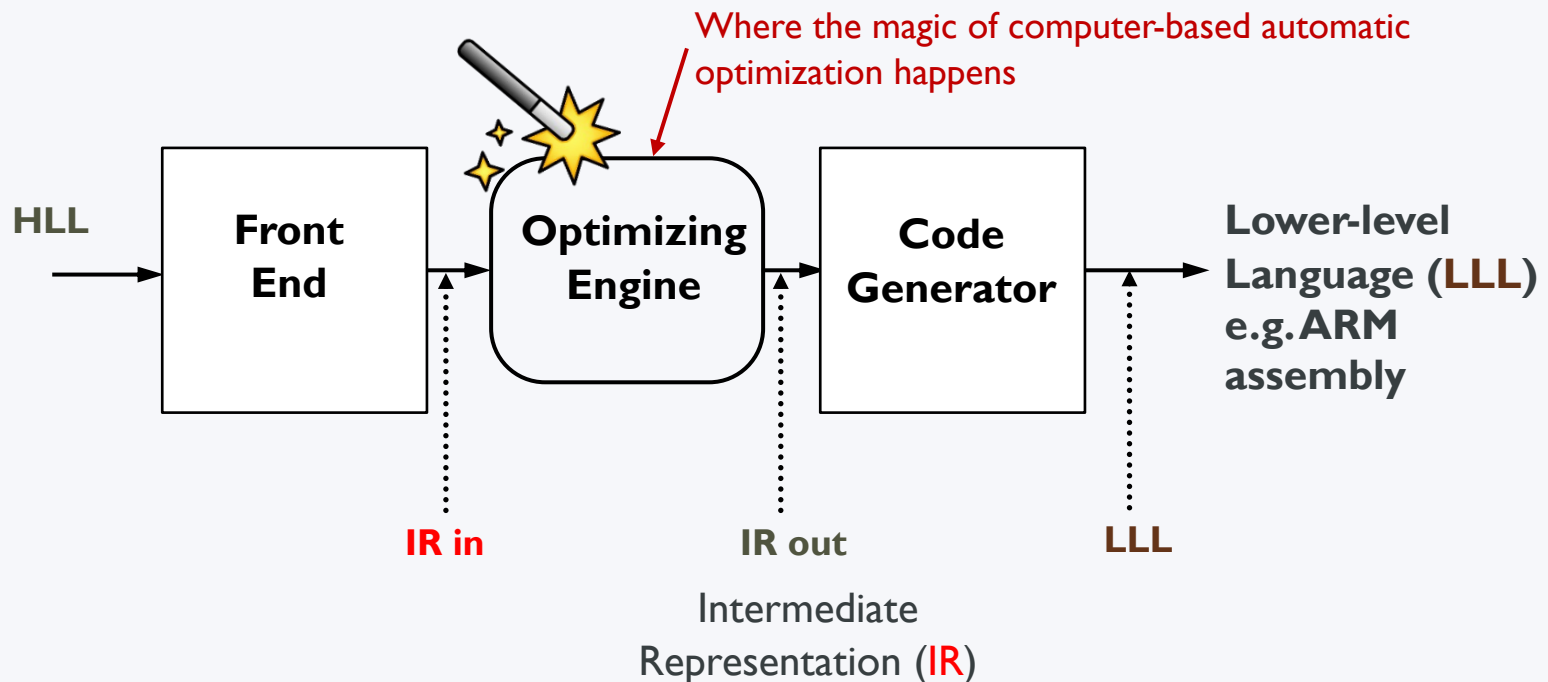 Where the magic of computer-based automatic
optimization happens
HLL
Front
End
Optimizing
Engine
Code
Generator
Lower-level
Language (LLL)
e.g. ARM
assembly
IR in
IR out
LLL
Intermediate
Representation (IR)